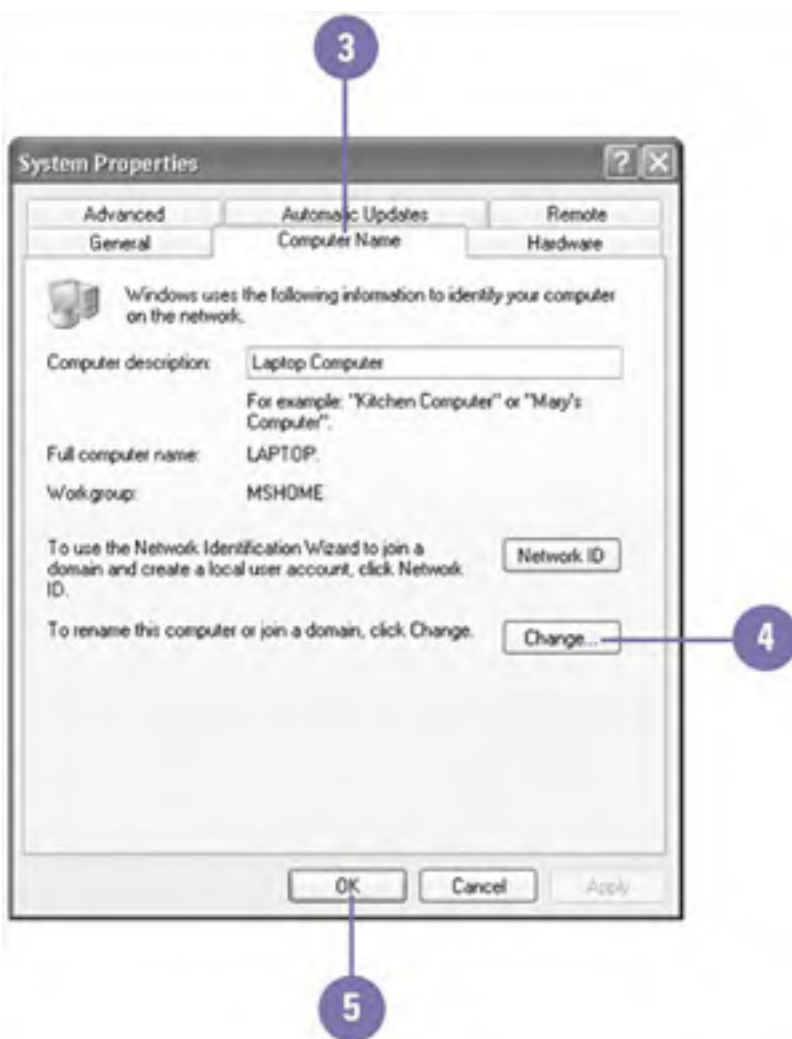 3
System Properties
Advanced Automatic Updates Remote
General Computer Name Hardware
Windows uses the following information to identify your computer
on the network.
Computer description: Laptop Computer
For example: "Kitchen Computer" or "Mary's
Computer".
Full computer name: LAPTOP.
Workgroup: MSHOME
To use the Network Identification Wizard to join a
domain and create a local user account, click Network
ID.
Network ID
To rename this computer or join a domain, click Change.
Change...
4
OK Cancel Apply
5